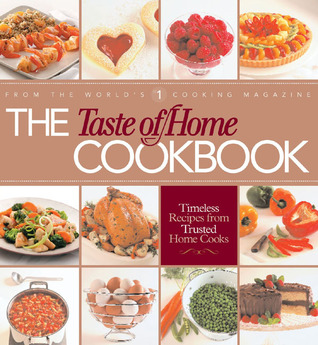 FROM THE WORLD'S #1 COOKING MAGAZINE
THE Taste of Home
COOKBOOK
Timeless
Recipes from
Trusted
Home Cooks